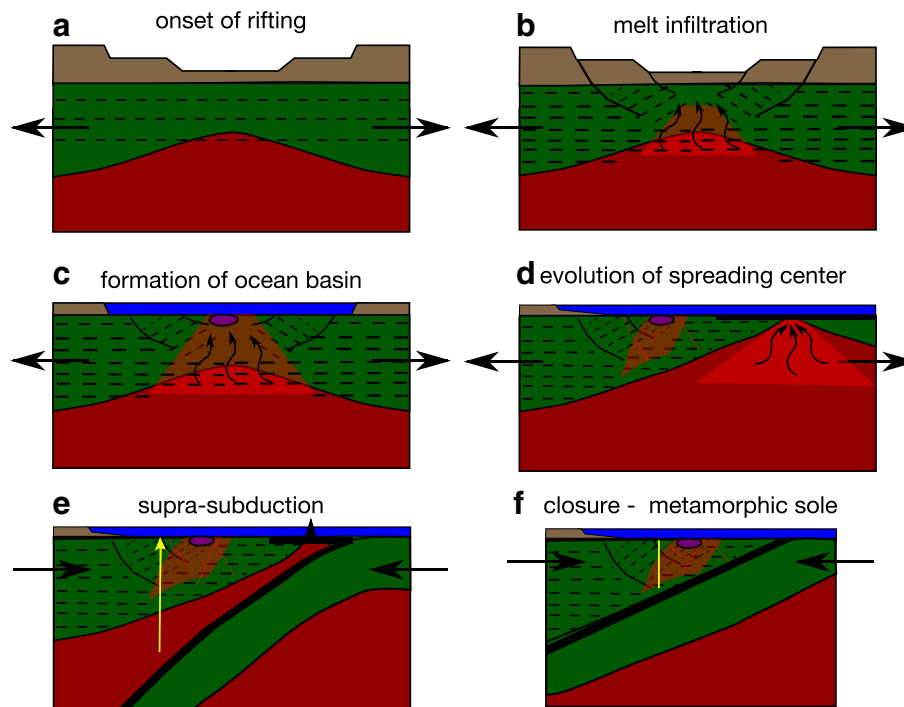 a
onset of rifting
b
melt infiltration
c
formation of ocean basin
d
evolution of spreading center
e
supra-subduction
f
closure - metamorphic sole